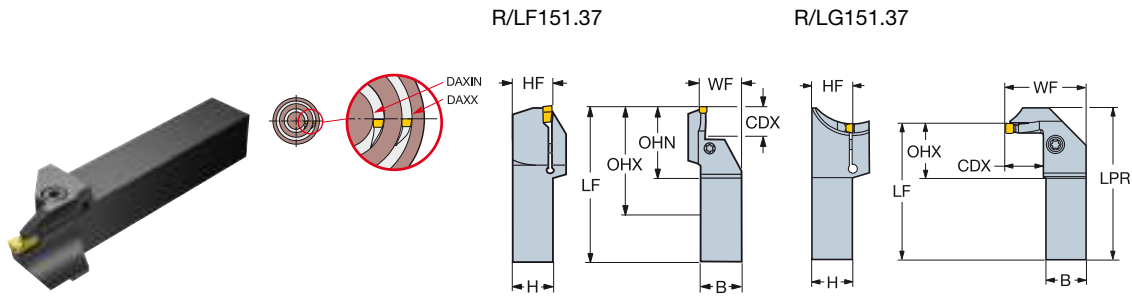 R/LF151.37
R/LG151.37
DAXIN
DAXX
HF
OHN
OHX
LF
H
WF
CDX
B
HF
OHX
CDX
LF
H
WF
LPR
B